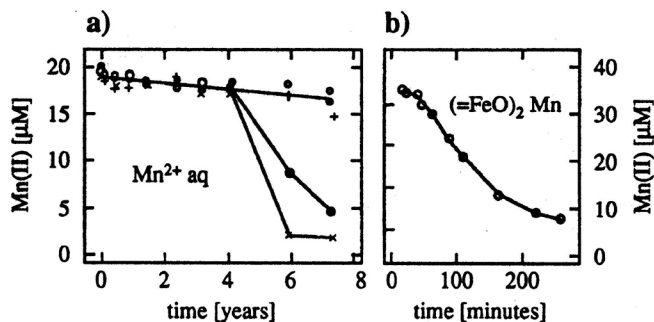 a)
b)
20
15
10
5
0
Mn(II) [µM]
Mn²⁺ aq
0 2 4 6 8
time [years]
(=FeO)₂ Mn
40
30
20
10
0
Mn(II) [µM]
0 100 200
time [minutes]